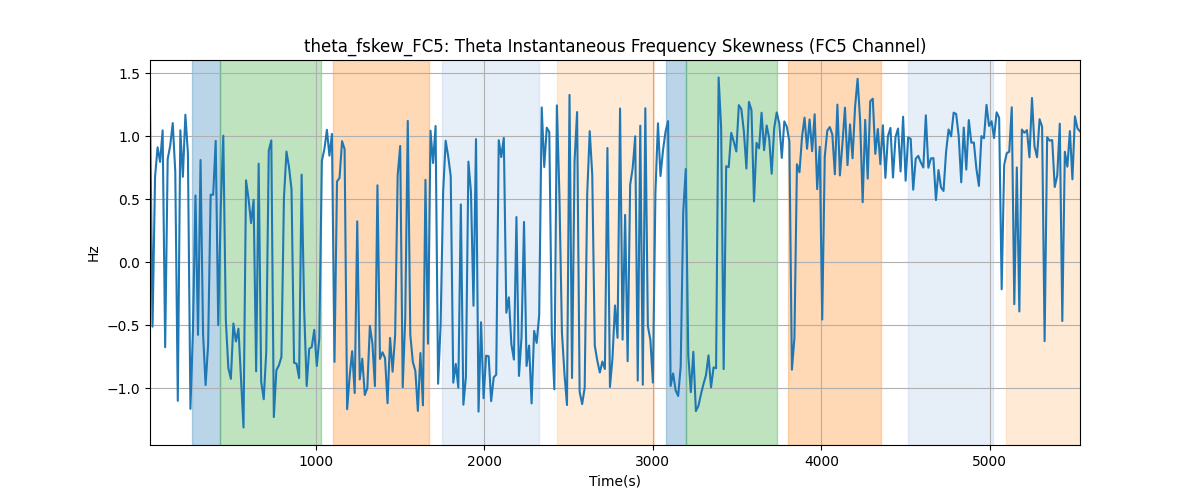 theta_fskew_FC5: Theta Instantaneous Frequency Skewness (FC5 Channel)
1.5
1.0
0.5
0.0
−0.5
−1.0
Hz
1000 2000 3000 4000 5000
Time(s)